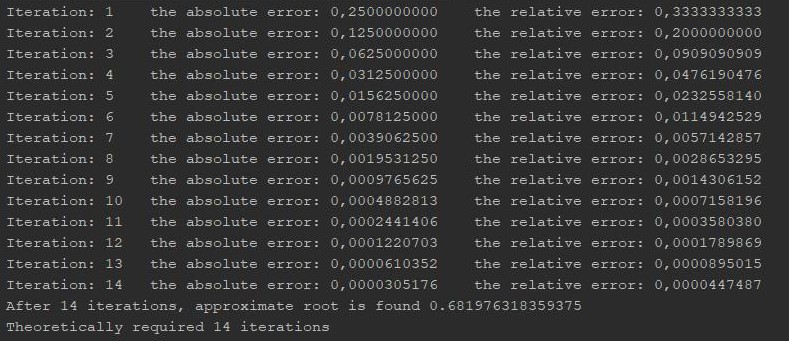 Iteration: 1 the absolute error: 0,2500000000 the relative error: 0,3333333333
Iteration: 2 the absolute error: 0,1250000000 the relative error: 0,2000000000
Iteration: 3 the absolute error: 0,0625000000 the relative error: 0,0909090909
Iteration: 4 the absolute error: 0,0312500000 the relative error: 0,0476190476
Iteration: 5 the absolute error: 0,0156250000 the relative error: 0,0232558140
Iteration: 6 the absolute error: 0,0078125000 the relative error: 0,0114942529
Iteration: 7 the absolute error: 0,0039062500 the relative error: 0,0057142857
Iteration: 8 the absolute error: 0,0019531250 the relative error: 0,0028653295
Iteration: 9 the absolute error: 0,0009765625 the relative error: 0,0014306152
Iteration: 10 the absolute error: 0,0004882813 the relative error: 0,0007158196
Iteration: 11 the absolute error: 0,0002441406 the relative error: 0,0003580380
Iteration: 12 the absolute error: 0,0001220703 the relative error: 0,0001789869
Iteration: 13 the absolute error: 0,0000610352 the relative error: 0,0000895015
Iteration: 14 the absolute error: 0,0000305176 the relative error: 0,0000447487
After 14 iterations, approximate root is found 0.681976318359375
Theoretically required 14 iterations